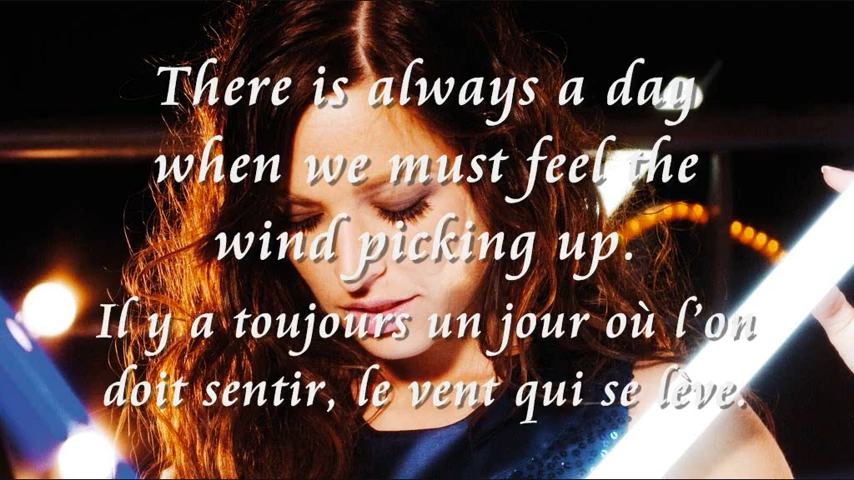 There is always a dag
when we must feel the
wind picking up.
Il y a toujours un jour où l'on
doit sentir, le vent qui se lève.